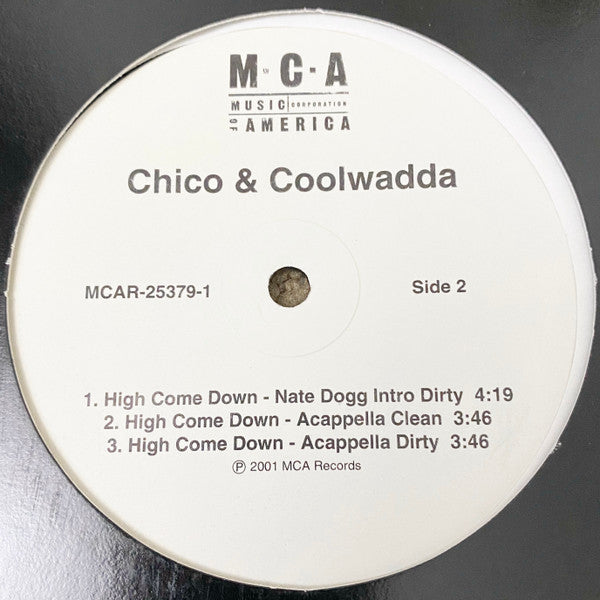 M·C·A
MUSIC CORPORATION
OF AMERICA
Chico & Coolwadda
MCAR-25379-1
Side 2
1. High Come Down - Nate Dogg Intro Dirty 4:19
2. High Come Down - Acappella Clean 3:46
3. High Come Down - Acappella Dirty 3:46
℗ 2001 MCA Records